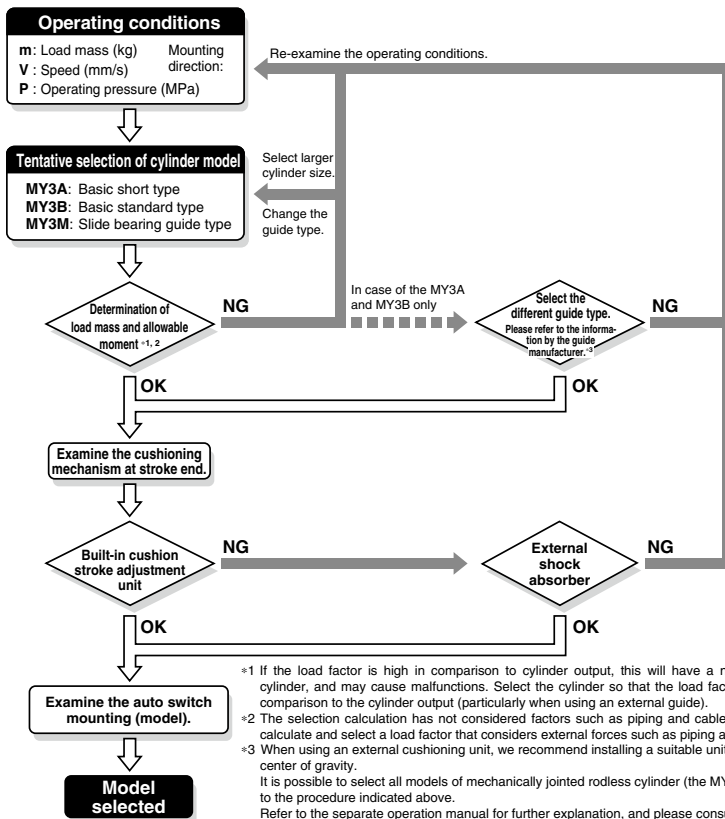 Operating conditions
m: Load mass (kg) Mounting
V : Speed (mm/s) direction:
P : Operating pressure (MPa)
Re-examine the operating conditions.
Tentative selection of cylinder model
MY3A: Basic short type
MY3B: Basic standard type
MY3M: Slide bearing guide type
Select larger
cylinder size.
Change the
guide type.
Determination of
load mass and allowable
moment *1, 2
NG
In case of the MY3A
and MY3B only
Select the
different guide type.
Please refer to the informa-
tion by the guide
manufacturer.*3
NG
OK
OK
Examine the cushioning
mechanism at stroke end.
Built-in cushion
stroke adjustment
unit
NG
External
shock
absorber
NG
OK
OK
Examine the auto switch
mounting (model).
Model
selected
*1 If the load factor is high in comparison to cylinder output, this will have a
cylinder, and may cause malfunctions. Select the cylinder so that the load
comparison to the cylinder output (particularly when using an external guide).
*2 The selection calculation has not considered factors such as piping and cable
calculate and select a load factor that considers external forces such as piping
*3 When using an external cushioning unit, we recommend installing a suitable unit
center of gravity.
It is possible to select all models of mechanically jointed rodless cylinder (the
to the procedure indicated above.
Refer to the separate operation manual for further explanation, and please